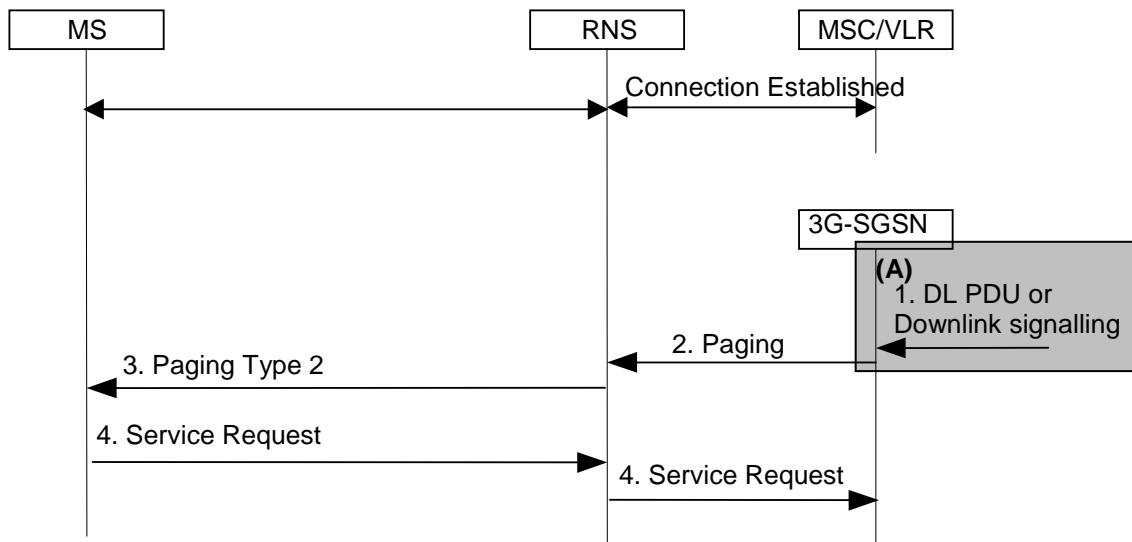 MS
RNS
MSC/VLR
Connection Established
3G-SGSN
(A)
1. DL PDU or
Downlink signalling
2. Paging
3. Paging Type 2
4. Service Request
4. Service Request